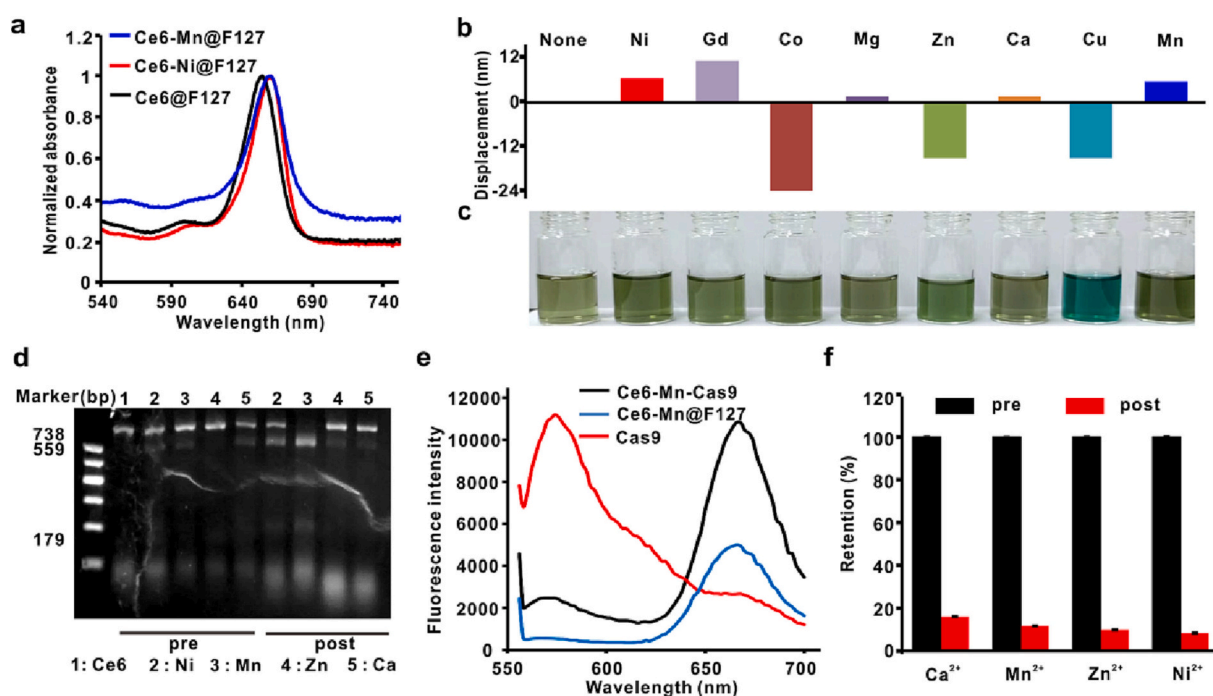 a
Normalized absorbance
1.2
1
0.8
0.6
0.4
0.2
0
Ce6-Mn@F127
Ce6-Ni@F127
Ce6@F127
540 590 640 690 740
Wavelength (nm)
b
None Ni Gd Co Mg Zn Ca Cu Mn
Displacement (nm)
12
0
-12
-24
c
d
Marker(bp) 1 2 3 4 5 2 3 4 5
738
559
179
pre post
1: Ce6 2: Ni 3: Mn 4: Zn 5: Ca
e
Fluorescence intensity
12000
10000
8000
6000
4000
2000
0
Ce6-Mn-Cas9
Ce6-Mn@F127
Cas9
550 600 650 700
Wavelength (nm)
f
Retention (%)
120
100
80
60
40
20
0
pre post
Ca²⁺ Mn²⁺ Zn²⁺ Ni²⁺